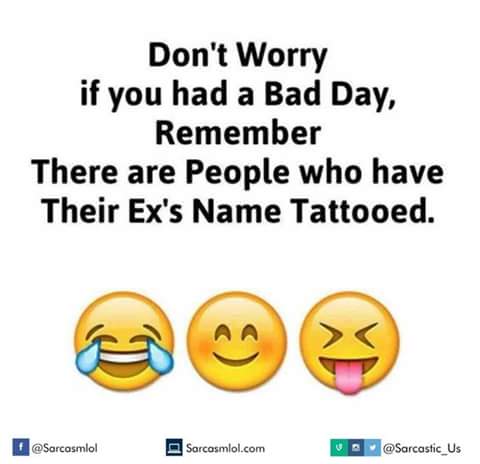 Don't Worry
if you had a Bad Day,
Remember
There are People who have
Their Ex's Name Tattooed.
@Sarcasmlol Sarcasmlol.com @Sarcastic_Us